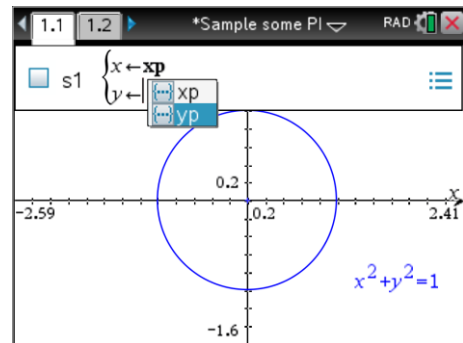 1.1 1.2 *Sample some PI RAD
s1 {x←xp
y←
xp
yp
0.2
x
-2.59 0.2 2.41
x²+y²=1
-1.6